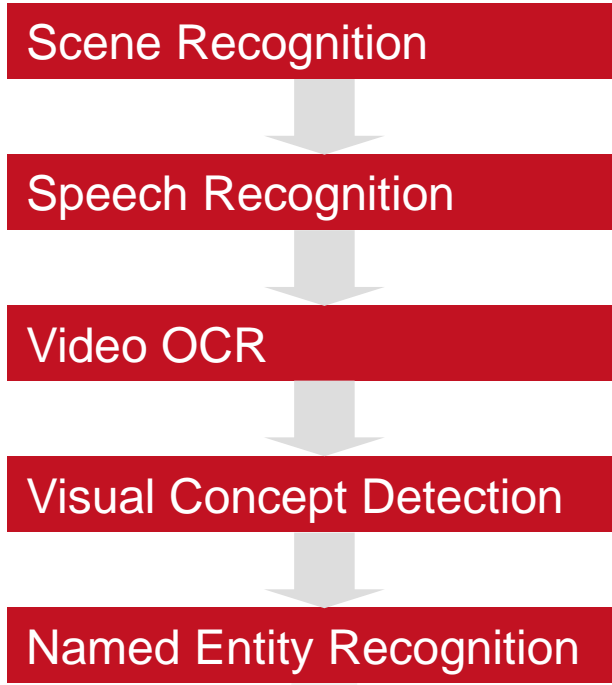 Scene Recognition
Speech Recognition
Video OCR
Visual Concept Detection
Named Entity Recognition